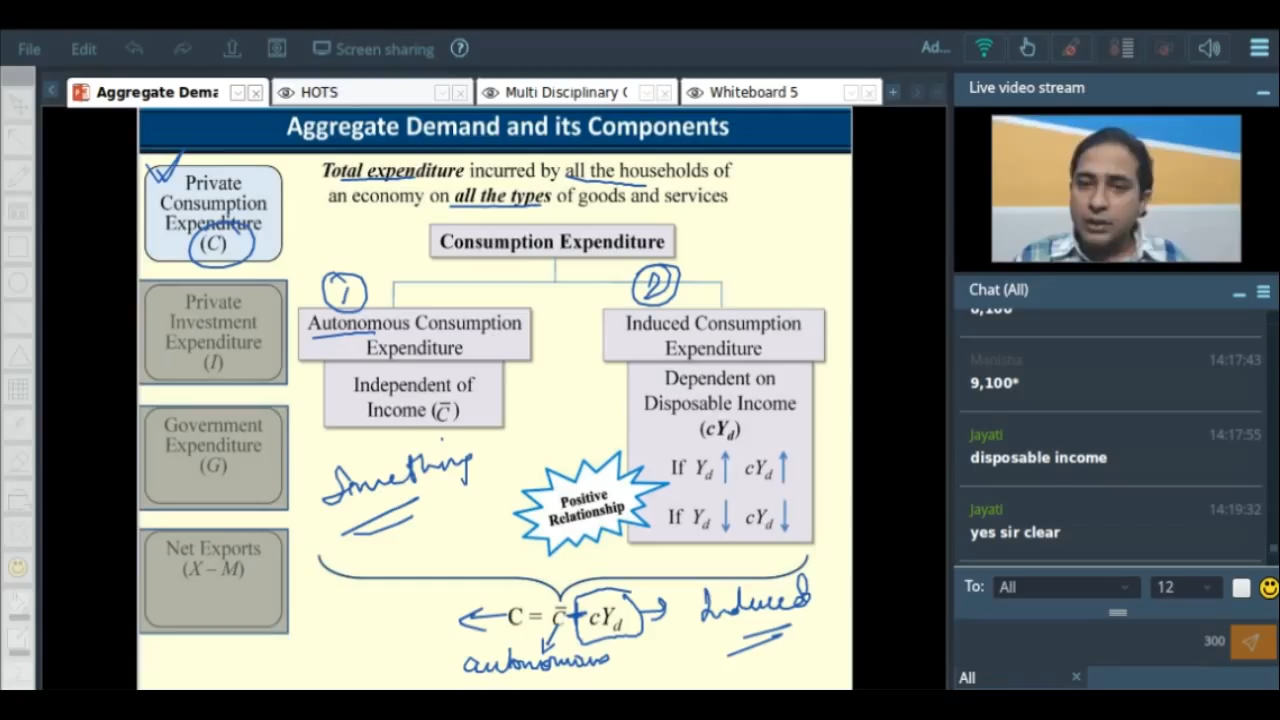 File Edit Screen sharing Ad...
Aggregate Dema HOTS Multi Disciplinary Whiteboard 5
Live video stream
Aggregate Demand and its Components
Private
Consumption
Expenditure
(C)
Total expenditure incurred by all the households of
an economy on all the types of goods and services
Consumption Expenditure
1
2
Private
Investment
Expenditure
(I)
Autonomous Consumption
Expenditure
Independent of
Income (C̅)
Induced Consumption
Expenditure
Dependent on
Disposable Income
(cYd)
If Yd ↑ cYd ↑
If Yd ↓ cYd ↓
Government
Expenditure
(G)
Something
Positive
Relationship
Net Exports
(X – M)
C = C̅ + cYd
Induced
autonomous
Chat (All)
Manisha 14:17:43
9,100*
Jayati 14:17:55
disposable income
Jayati 14:19:32
yes sir clear
To: All 12
300
All